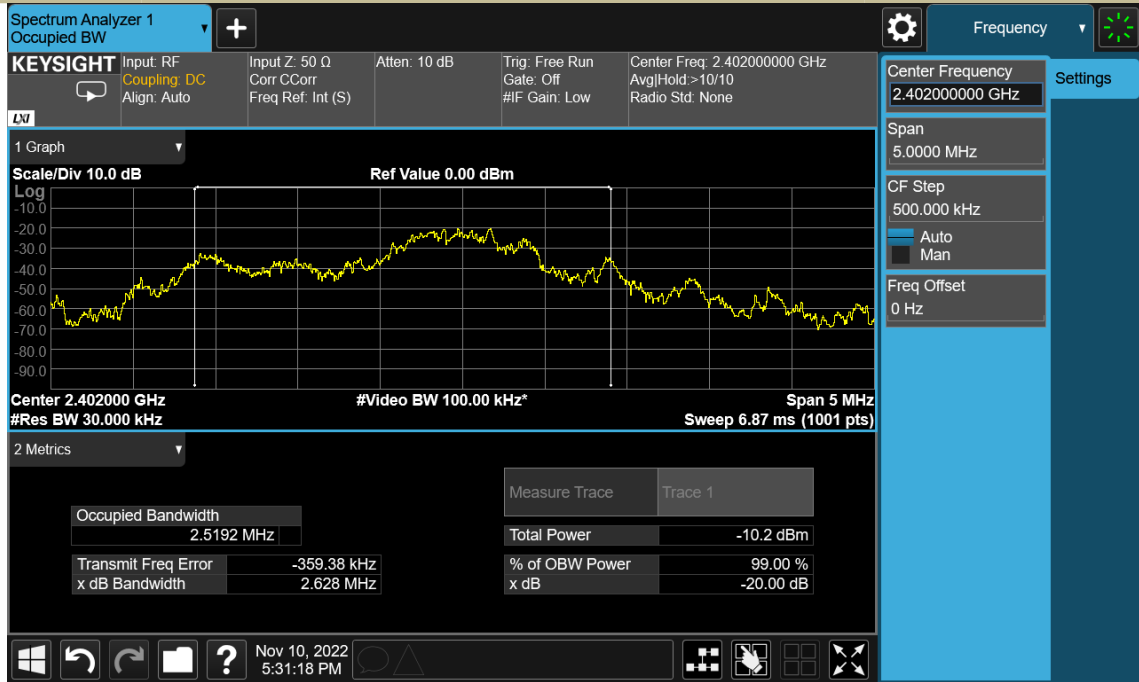 Spectrum Analyzer 1
Occupied BW
Frequency
KEYSIGHT
LXI
Input: RF
Coupling: DC
Align: Auto
Input Z: 50 Ω
Corr CCorr
Freq Ref: Int (S)
Atten: 10 dB
Trig: Free Run
Gate: Off
#IF Gain: Low
Center Freq: 2.402000000 GHz
Avg|Hold:>10/10
Radio Std: None
Center Frequency
2.402000000 GHz
Settings
Span
5.0000 MHz
CF Step
500.000 kHz
Auto
Man
Freq Offset
0 Hz
1 Graph
Scale/Div 10.0 dB
Ref Value 0.00 dBm
Log
-10.0
-20.0
-30.0
-40.0
-50.0
-60.0
-70.0
-80.0
-90.0
Center 2.402000 GHz
#Video BW 100.00 kHz*
Span 5 MHz
#Res BW 30.000 kHz
Sweep 6.87 ms (1001 pts)
2 Metrics
Measure Trace
Trace 1
Occupied Bandwidth
2.5192 MHz
Total Power
-10.2 dBm
Transmit Freq Error
-359.38 kHz
% of OBW Power
99.00 %
x dB Bandwidth
2.628 MHz
x dB
-20.00 dB
?
Nov 10, 2022
5:31:18 PM